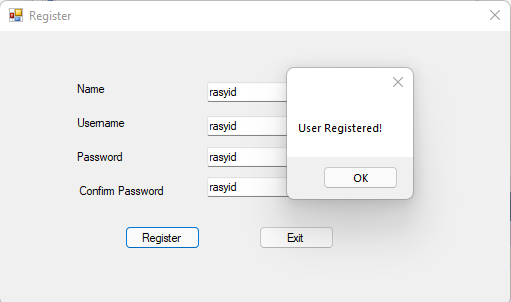 Register
Name rasyid
User Registered!
Username rasyid
Password rasyid
OK
Confirm Password rasyid
Register Exit